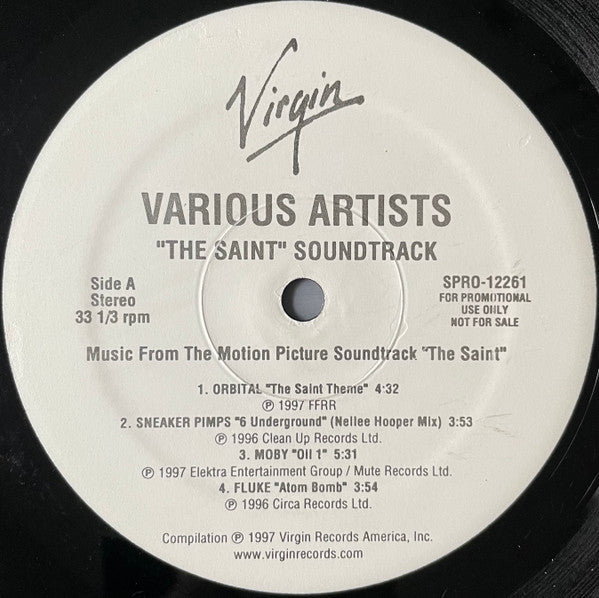 Virgin
VARIOUS ARTISTS
"THE SAINT" SOUNDTRACK
Side A
Stereo
33 1/3 rpm
SPRO-12261
FOR PROMOTIONAL
USE ONLY
NOT FOR SALE
Music From The Motion Picture Soundtrack "The Saint"
1. ORBITAL "The Saint Theme" 4:32
℗ 1997 FFRR
2. SNEAKER PIMPS "6 Underground" (Nellee Hooper Mix) 3:53
℗ 1996 Clean Up Records Ltd.
3. MOBY "Oil 1" 5:31
℗ 1997 Elektra Entertainment Group / Mute Records Ltd.
4. FLUKE "Atom Bomb" 3:54
℗ 1996 Circa Records Ltd.
Compilation ℗ 1997 Virgin Records America, Inc.
www.virginrecords.com